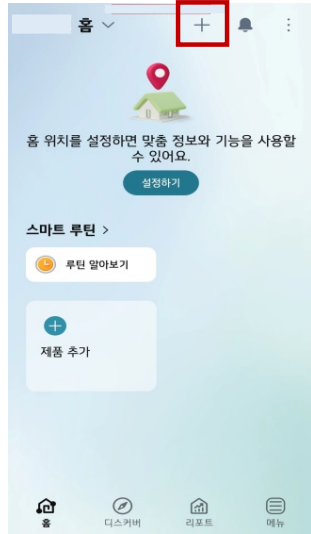 홈
홈 위치를 설정하면 맞춤 정보와 기능을 사용할
수 있어요.
설정하기
스마트 루틴 >
루틴 알아보기
제품 추가
홈
디스커버
리포트
메뉴